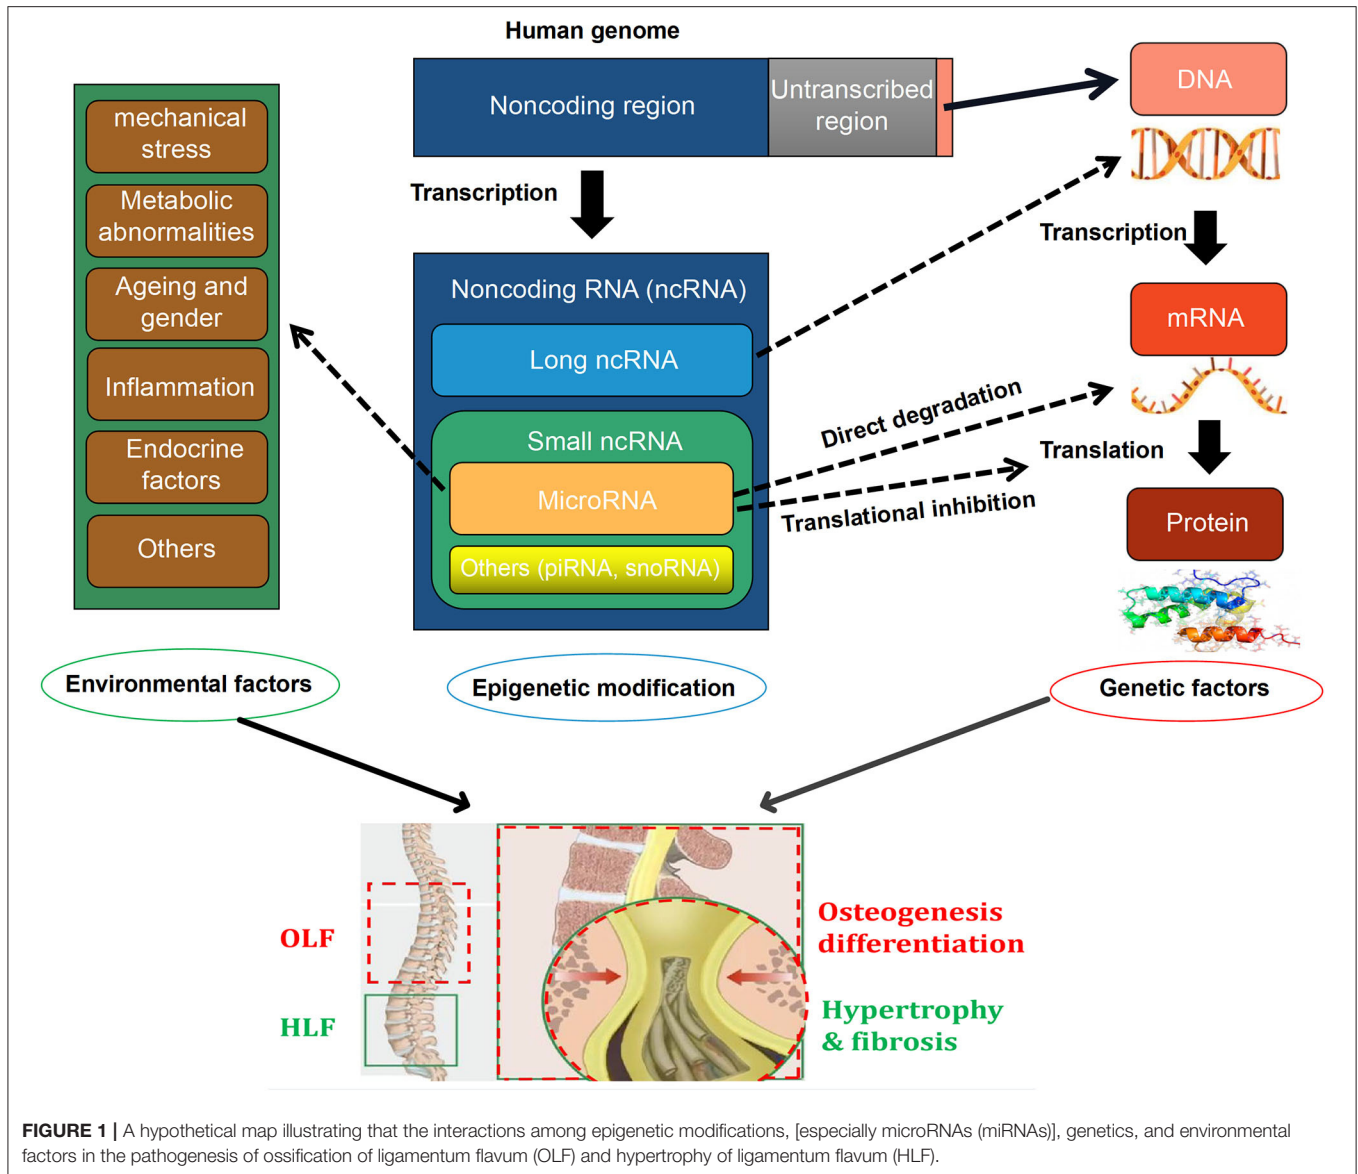 Human genome
Noncoding region
Untranscribed
region
DNA
mechanical
stress
Metabolic
abnormalities
Ageing and
gender
Inflammation
Endocrine
factors
Others
Transcription
Noncoding RNA (ncRNA)
Long ncRNA
Small ncRNA
MicroRNA
Others (piRNA, snoRNA)
Direct degradation
Translational inhibition
Transcription
mRNA
Translation
Protein
Environmental factors
Epigenetic modification
Genetic factors
OLF
HLF
Osteogenesis
differentiation
Hypertrophy
& fibrosis
FIGURE 1 | A hypothetical map illustrating that the interactions among epigenetic modifications, [especially microRNAs (miRNAs)], genetics, and environmental
factors in the pathogenesis of ossification of ligamentum flavum (OLF) and hypertrophy of ligamentum flavum (HLF).